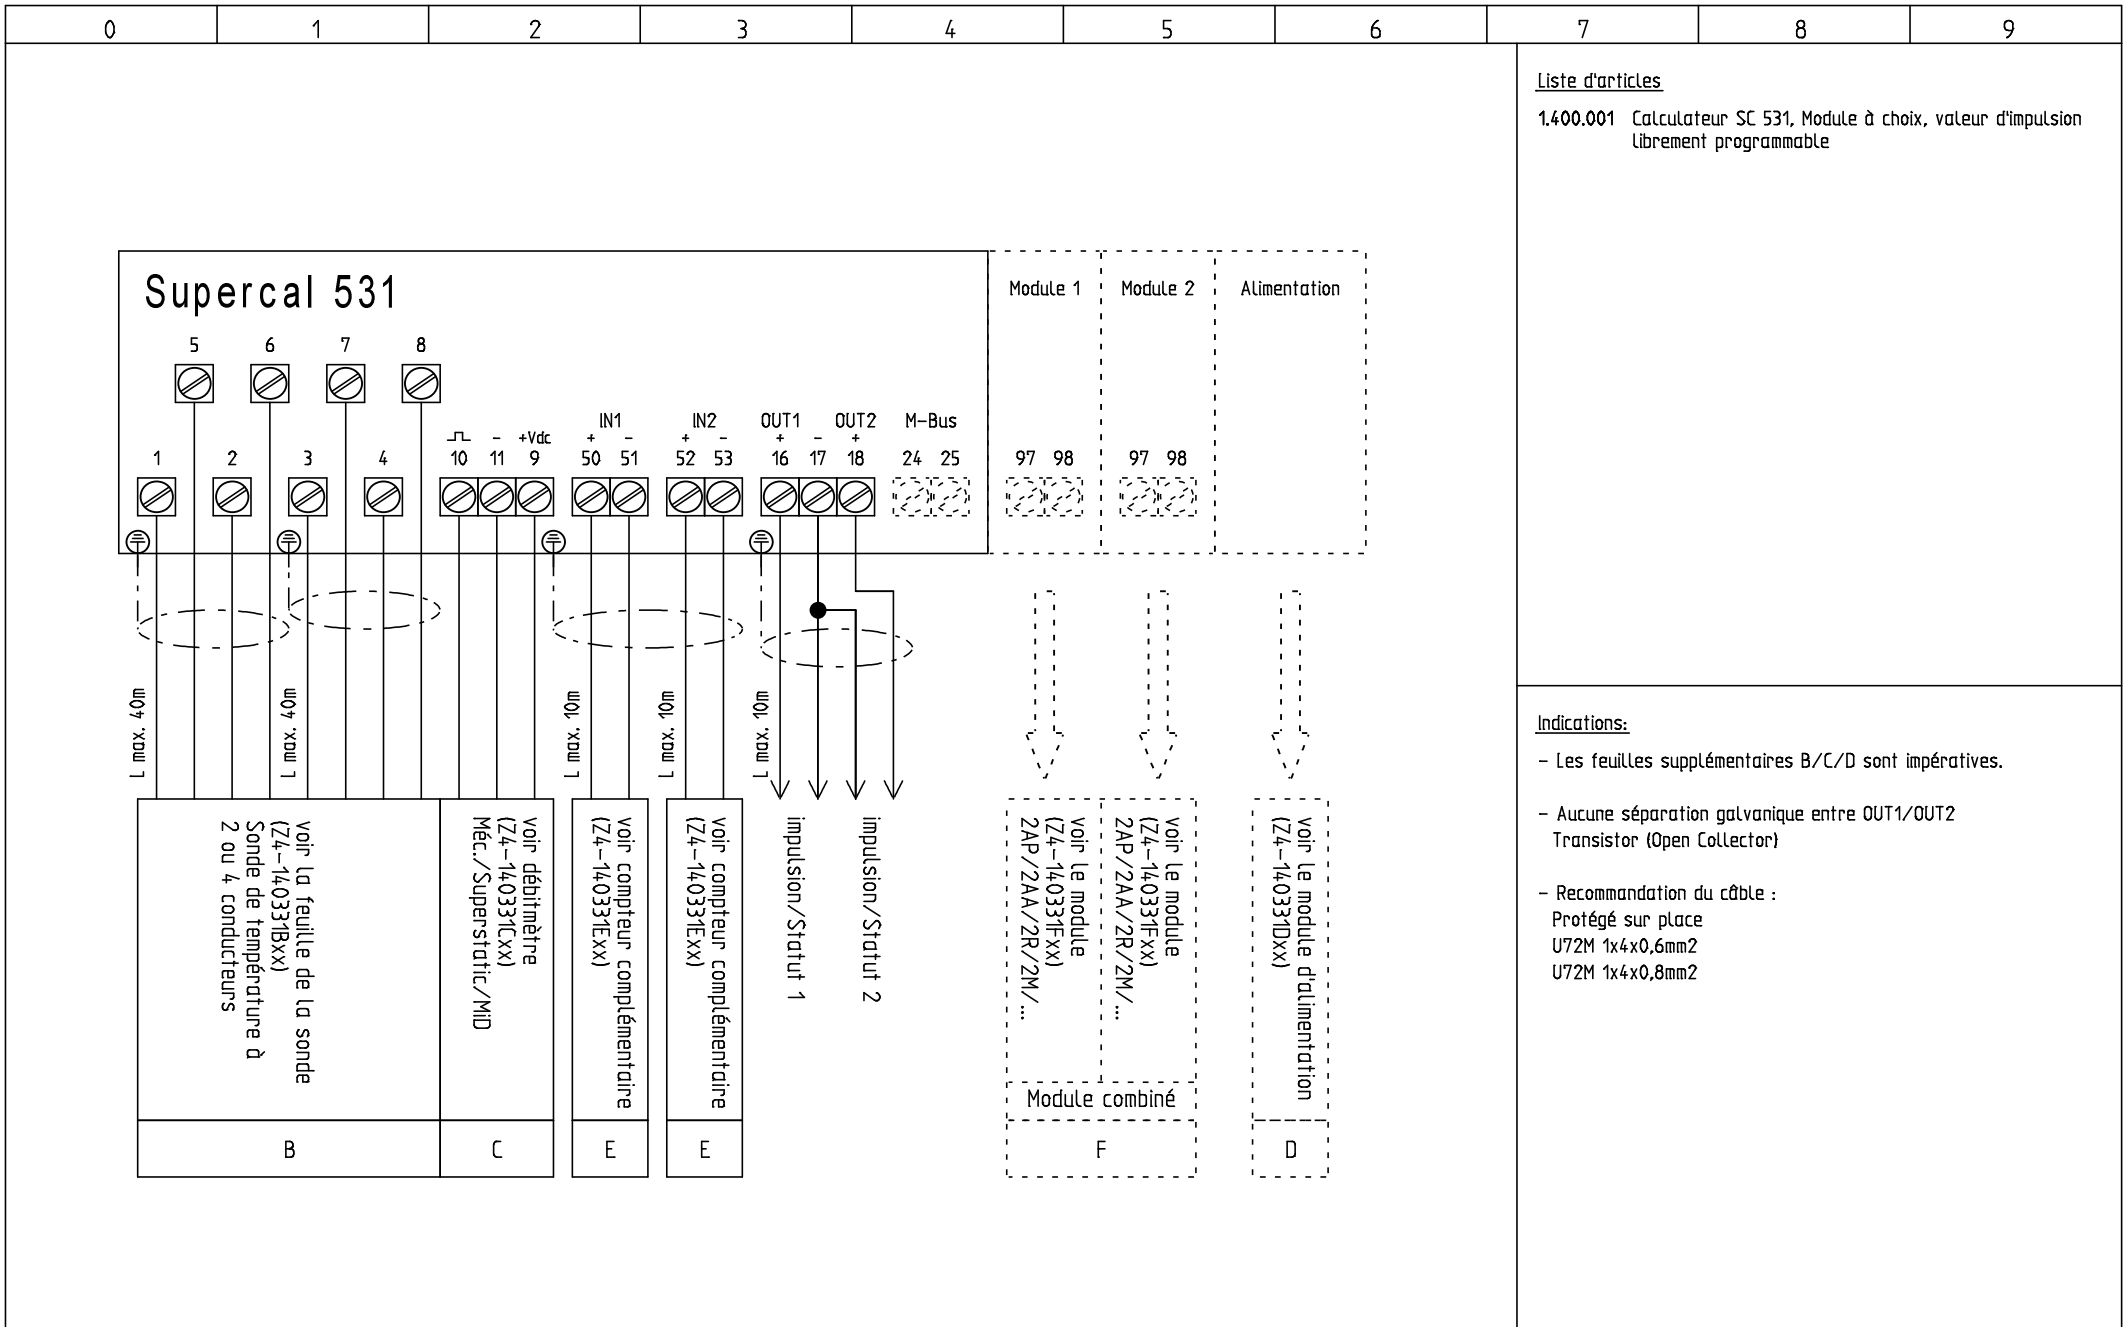 0 1 2 3 4 5 6 7 8 9
Liste d'articles
1.400.001 Calculateur SC 531, Module à choix, valeur d'impulsion
librement programmable
Supercal 531
Module 1 Module 2 Alimentation
5 6 7 8
IN1 IN2 OUT1 OUT2 M-Bus
- +Vdc + - + - + - +
1 2 3 4 10 11 9 50 51 52 53 16 17 18 24 25 97 98 97 98
L max. 40m
L max. 40m
L max. 10m
L max. 10m
L max. 10m
voir la feuille de la sonde
(Z4-140331Bxx)
Sonde de température à
2 ou 4 conducteurs
voir débitmètre
(Z4-140331Cxx)
Méc./Superstatic/MiD
voir compteur complémentaire
(Z4-140331Exx)
voir compteur complémentaire
(Z4-140331Exx)
impulsion/Statut 1
impulsion/Statut 2
voir le module
(Z4-140331Fxx)
2AP/2AA/2R/2M/...
voir le module
(Z4-140331Fxx)
2AP/2AA/2R/2M/...
voir le module d'alimentation
(Z4-140331Dxx)
Module combiné
B C E E F D
Indications:
- Les feuilles supplémentaires B/C/D sont impératives.
- Aucune séparation galvanique entre OUT1/OUT2
Transistor (Open Collector)
- Recommandation du câble :
Protégé sur place
U72M 1x4x0,6mm2
U72M 1x4x0,8mm2